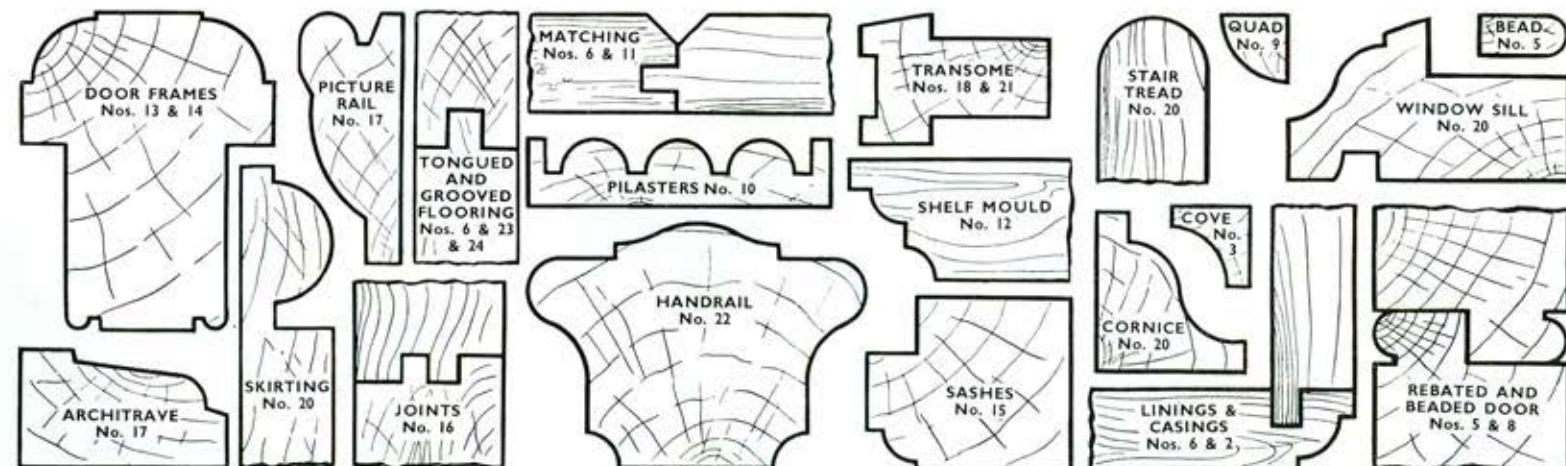 DOOR FRAMES
Nos. 13 & 14
PICTURE
RAIL
No. 17
TONGUED
AND
GROOVED
FLOORING
Nos. 6 & 23
& 24
MATCHING
Nos. 6 & 11
PILASTERS No. 10
TRANSOME
Nos. 18 & 21
SHELF MOULD
No. 12
STAIR
TREAD
No. 20
QUAD
No. 9
BEAD
No. 5
WINDOW SILL
No. 20
COVE
No.
3
CORNICE
No. 20
HANDRAIL
No. 22
SASHES
No. 15
ARCHITRAVE
No. 17
SKIRTING
No. 20
JOINTS
No. 16
LININGS &
CASINGS
Nos. 6 & 2
REBATED AND
BEADED DOOR
Nos. 5 & 8